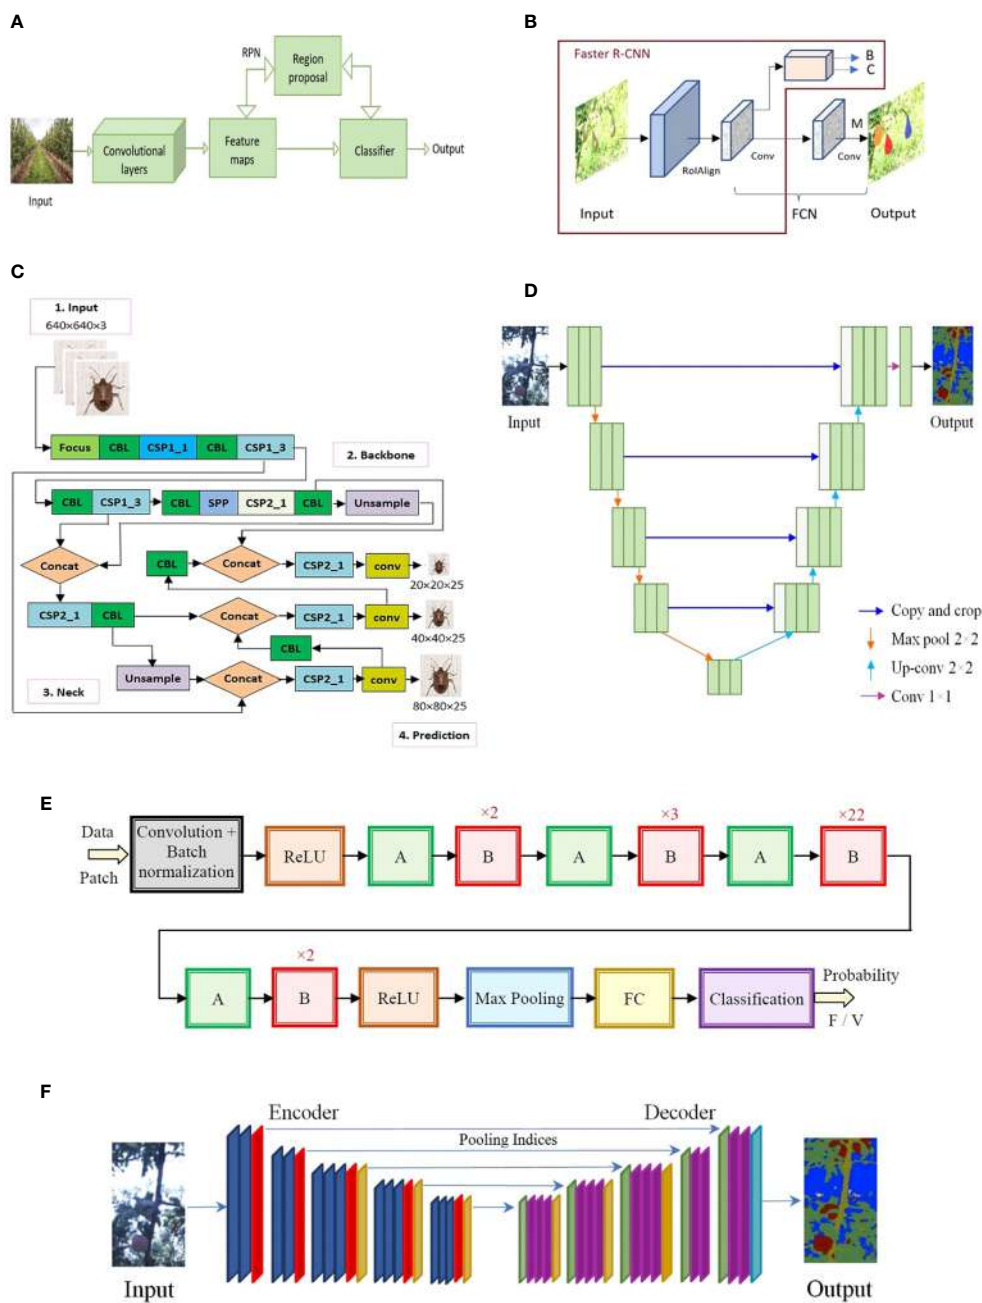 A
RPN
Region
proposal
Convolutional
layers
Feature
maps
Classifier
Output
Input
B
Faster R-CNN
B
C
M
RoIAlign
Conv
Conv
Input
FCN
Output
C
1. Input
640×640×3
Focus CBL CSP1_1 CBL CSP1_3
2. Backbone
CBL CSP1_3 CBL SPP CSP2_1 CBL Unsample
Concat
CBL Concat CSP2_1 conv
20×20×25
CSP2_1 CBL Concat CSP2_1 conv
40×40×25
CBL
Unsample Concat CSP2_1 conv
3. Neck
80×80×25
4. Prediction
D
Input
Output
Copy and crop
Max pool 2×2
Up-conv 2×2
Conv 1×1
E
Data
Patch
Convolution +
Batch
normalization
ReLU
A
×2
B
A
×3
B
A
×22
B
A
×2
B
ReLU
Max Pooling
FC
Classification
Probability
F / V
F
Encoder
Decoder
Pooling Indices
Input
Output